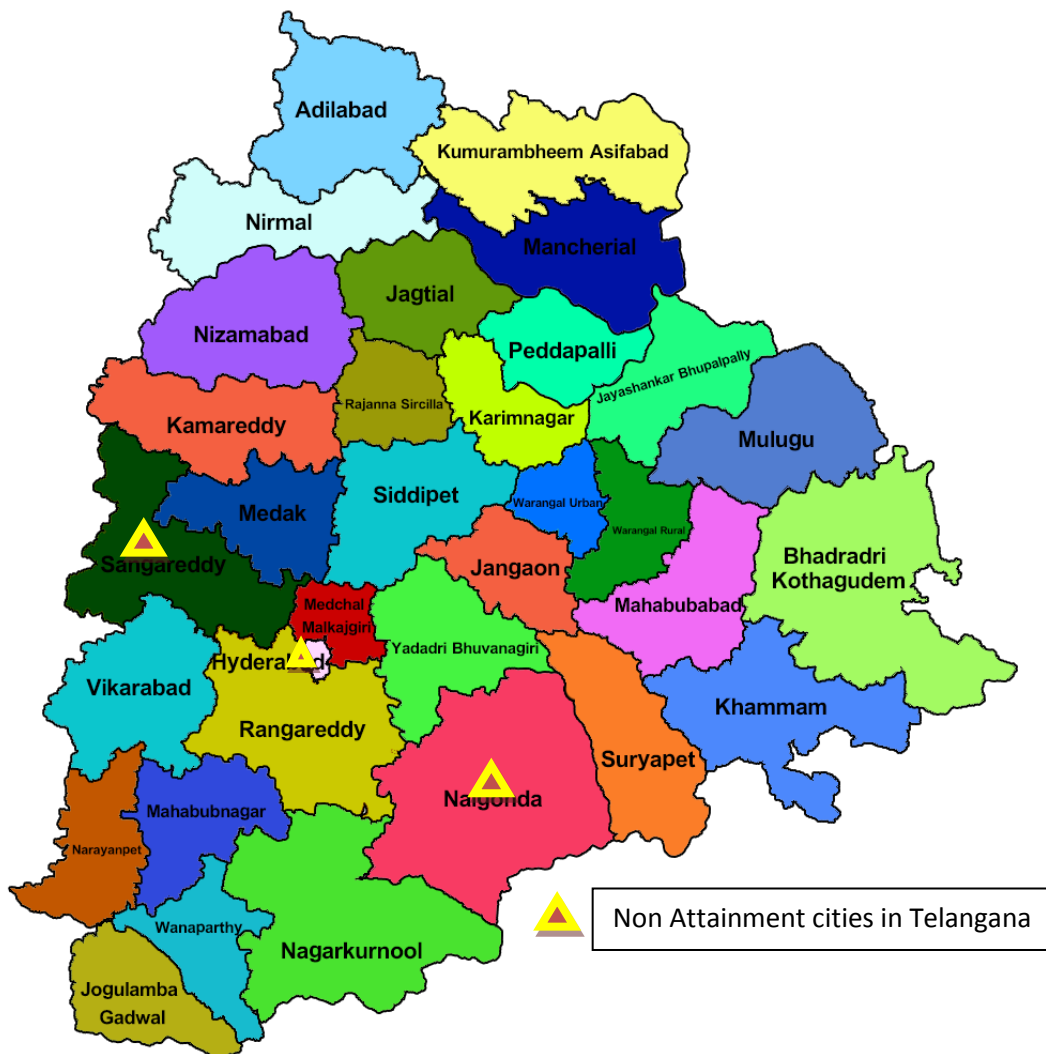 Adilabad
Kumurambheem Asifabad
Nirmal
Mancherial
Jagtial
Nizamabad
Peddapalli
Jayashankar Bhupalpally
Rajanna Sircilla
Karimnagar
Kamareddy
Mulugu
Siddipet
Medak
Warangal Urban
Warangal Rural
Sangareddy
Jangaon
Bhadradri
Kothagudem
Medchal
Malkajgiri
Mahabubabad
Yadadri Bhuvanagiri
Hyderabad
Vikarabad
Khammam
Rangareddy
Suryapet
Nalgonda
Mahabubnagar
Narayanpet
Non Attainment cities in Telangana
Wanaparthy
Nagarkurnool
Jogulamba
Gadwal